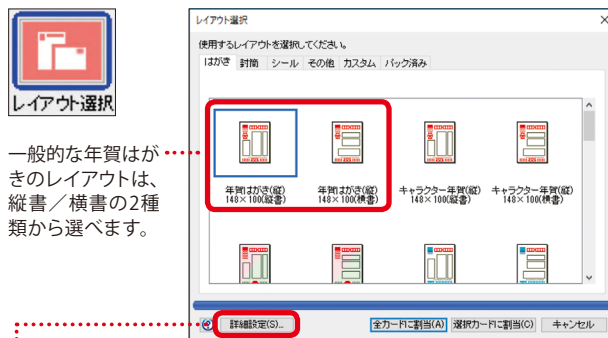 レイアウト選択
一般的な年賀はが
きのレイアウトは、
縦書／横書の2種
類から選べます。
レイアウト選択
使用するレイアウトを選択してください。
はがき 封筒 シール その他 カスタム パック済み
年賀はがき(縦) 年賀はがき(縦) キャラクター年賀(縦) キャラクター年賀(縦)
148×100(縦書) 148×100(横書) 148×100(縦書) 148×100(横書)
詳細設定(S)... 全カードに割当(A) 選択カードに割当(C) キャンセル